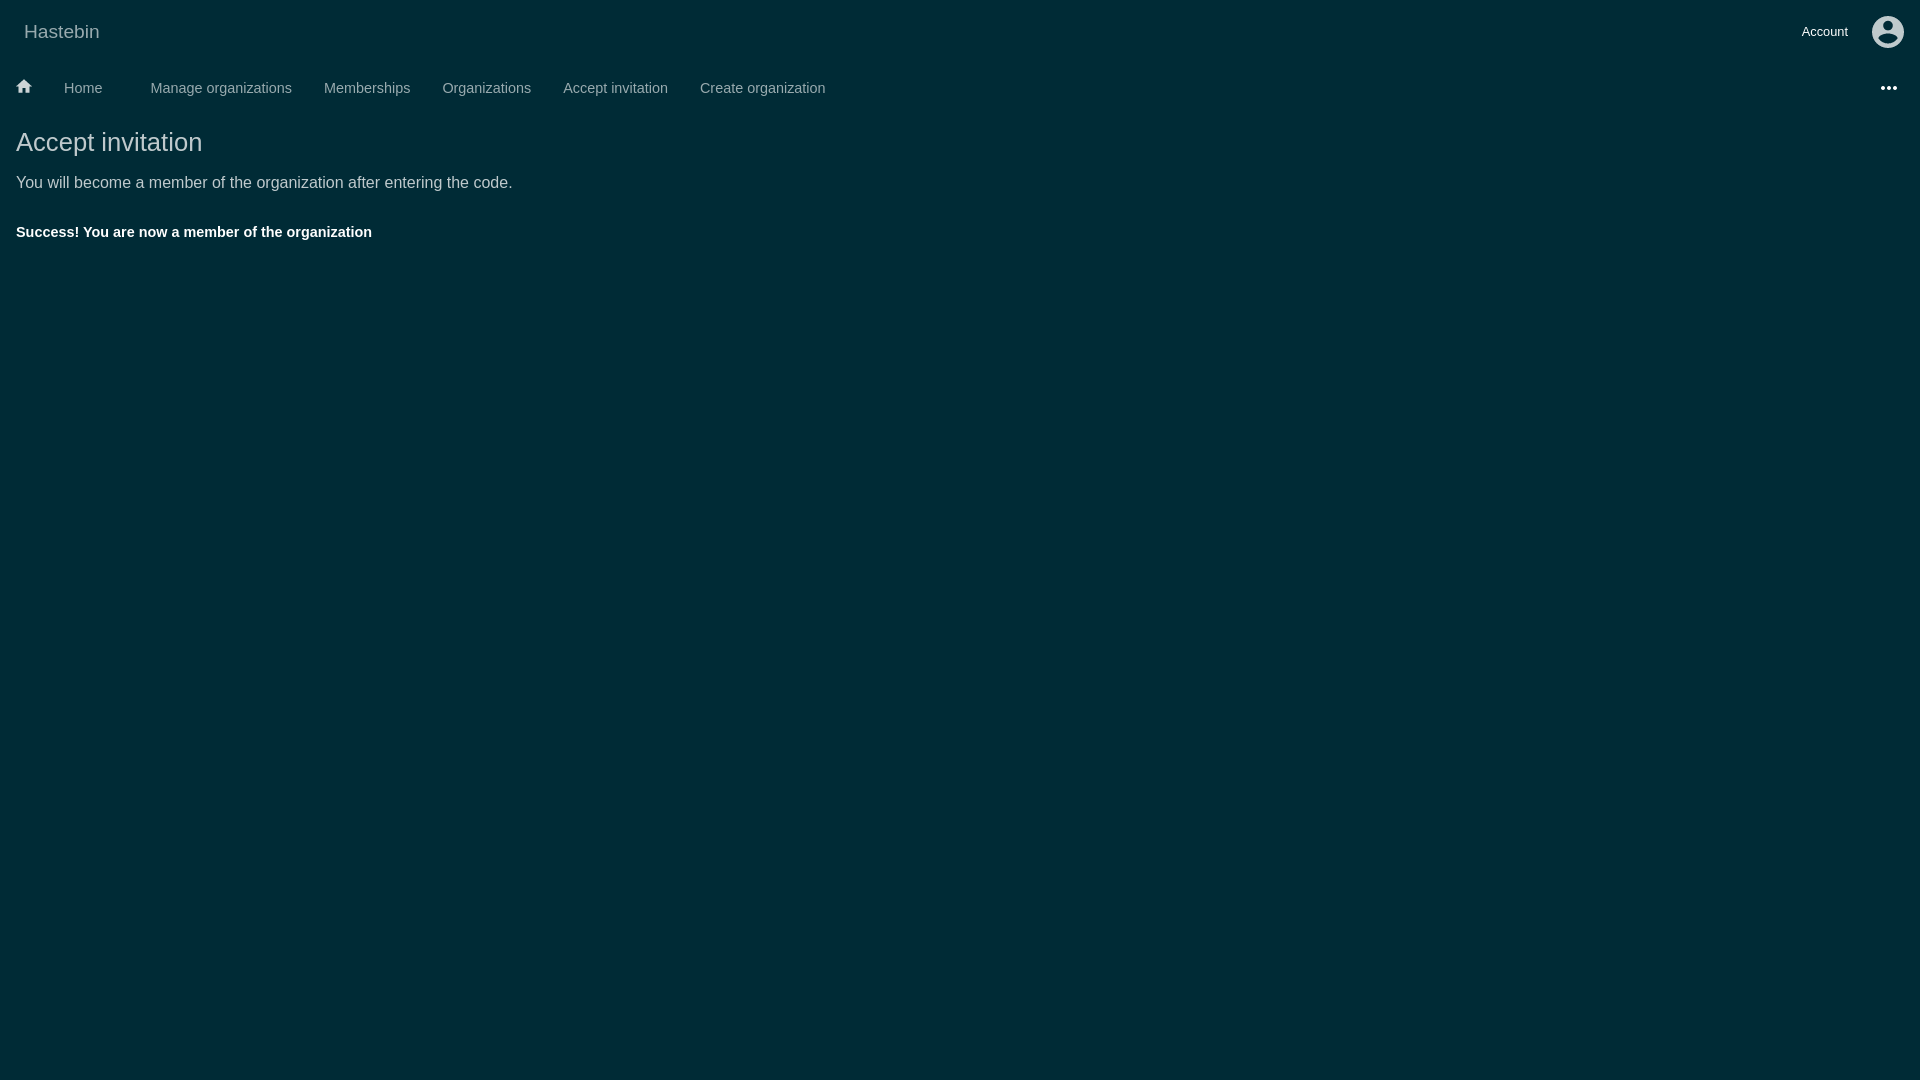 Hastebin
Account
Home
Manage organizations
Memberships
Organizations
Accept invitation
Create organization
Accept invitation
You will become a member of the organization after entering the code.
Success! You are now a member of the organization